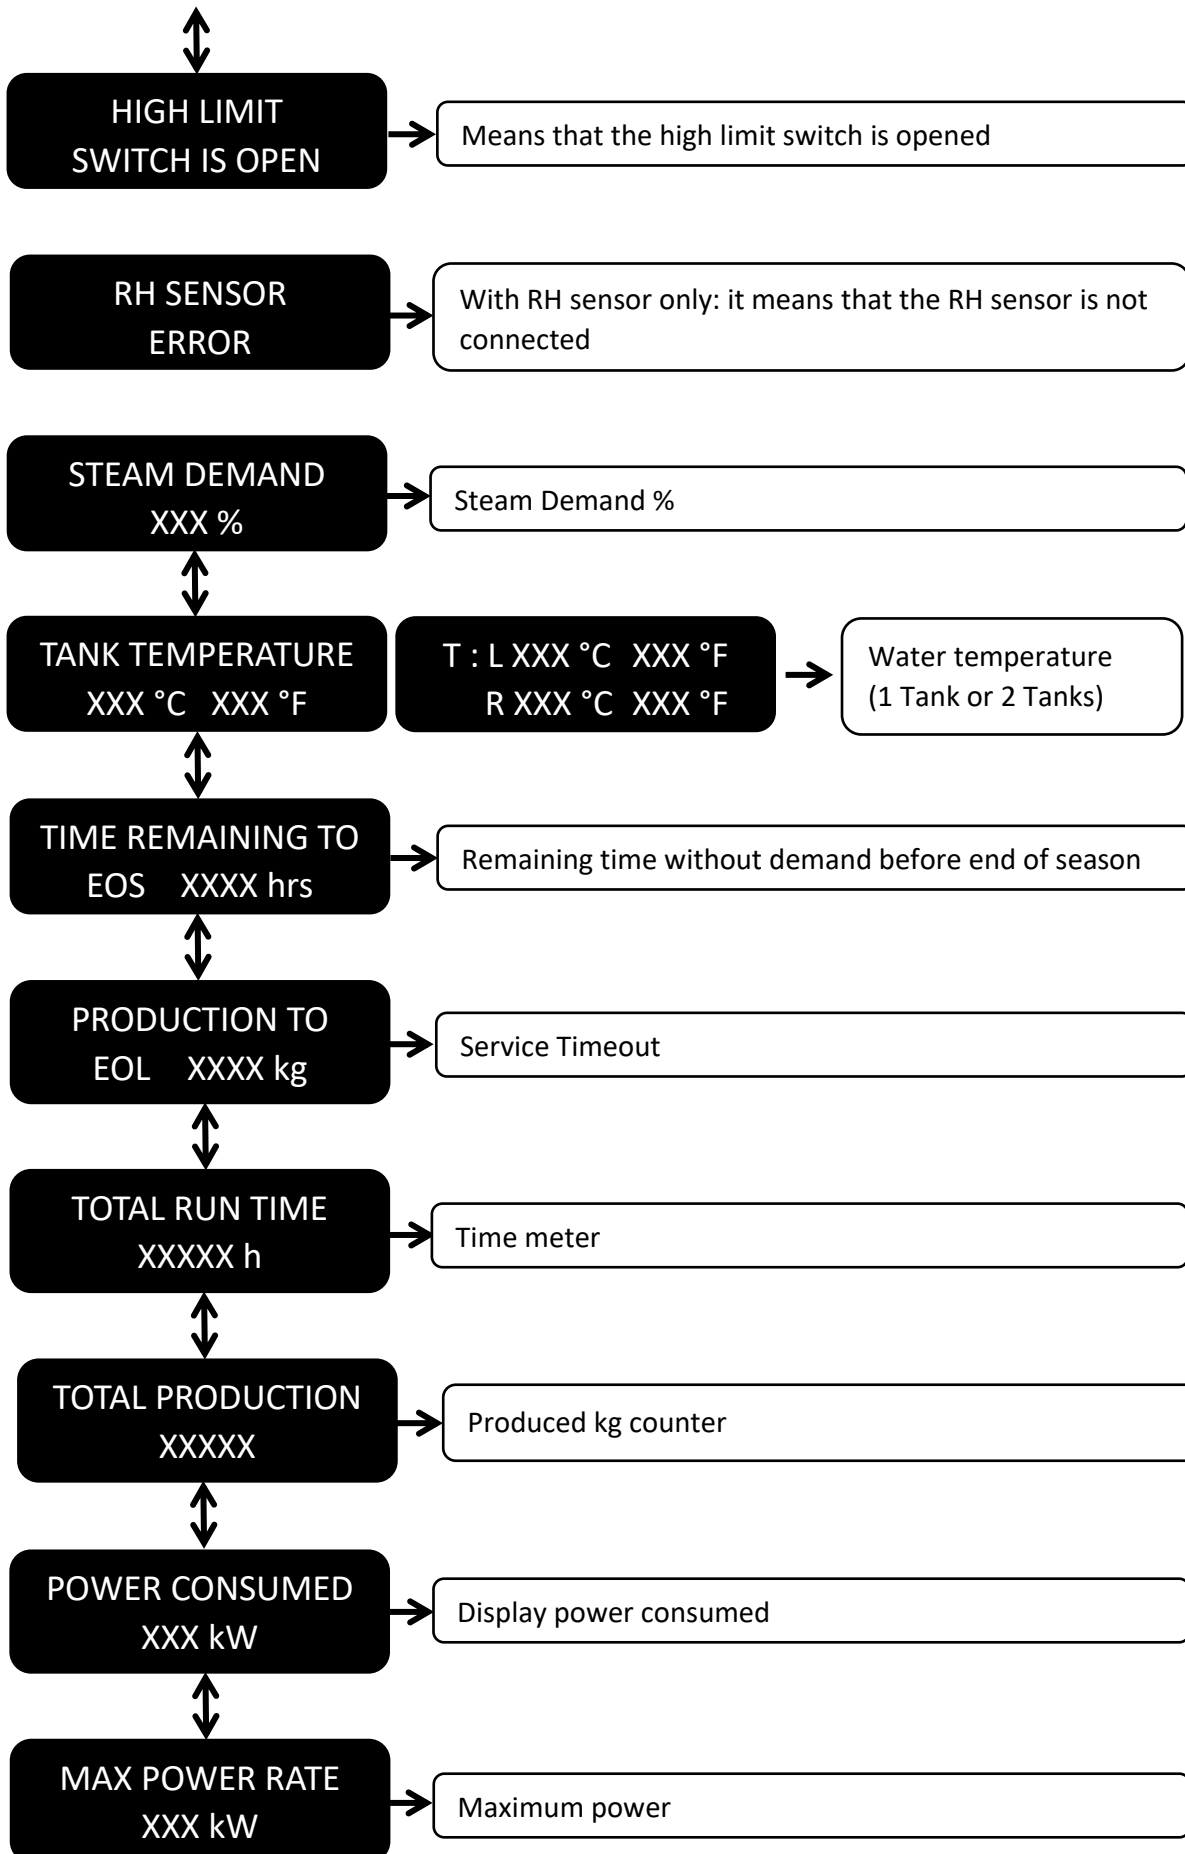 HIGH LIMIT
SWITCH IS OPEN
Means that the high limit switch is opened
RH SENSOR
ERROR
With RH sensor only: it means that the RH sensor is not
connected
STEAM DEMAND
XXX %
Steam Demand %
TANK TEMPERATURE
XXX °C XXX °F
T : L XXX °C XXX °F
R XXX °C XXX °F
Water temperature
(1 Tank or 2 Tanks)
TIME REMAINING TO
EOS XXXX hrs
Remaining time without demand before end of season
PRODUCTION TO
EOL XXXX kg
Service Timeout
TOTAL RUN TIME
XXXXX h
Time meter
TOTAL PRODUCTION
XXXXX
Produced kg counter
POWER CONSUMED
XXX kW
Display power consumed
MAX POWER RATE
XXX kW
Maximum power